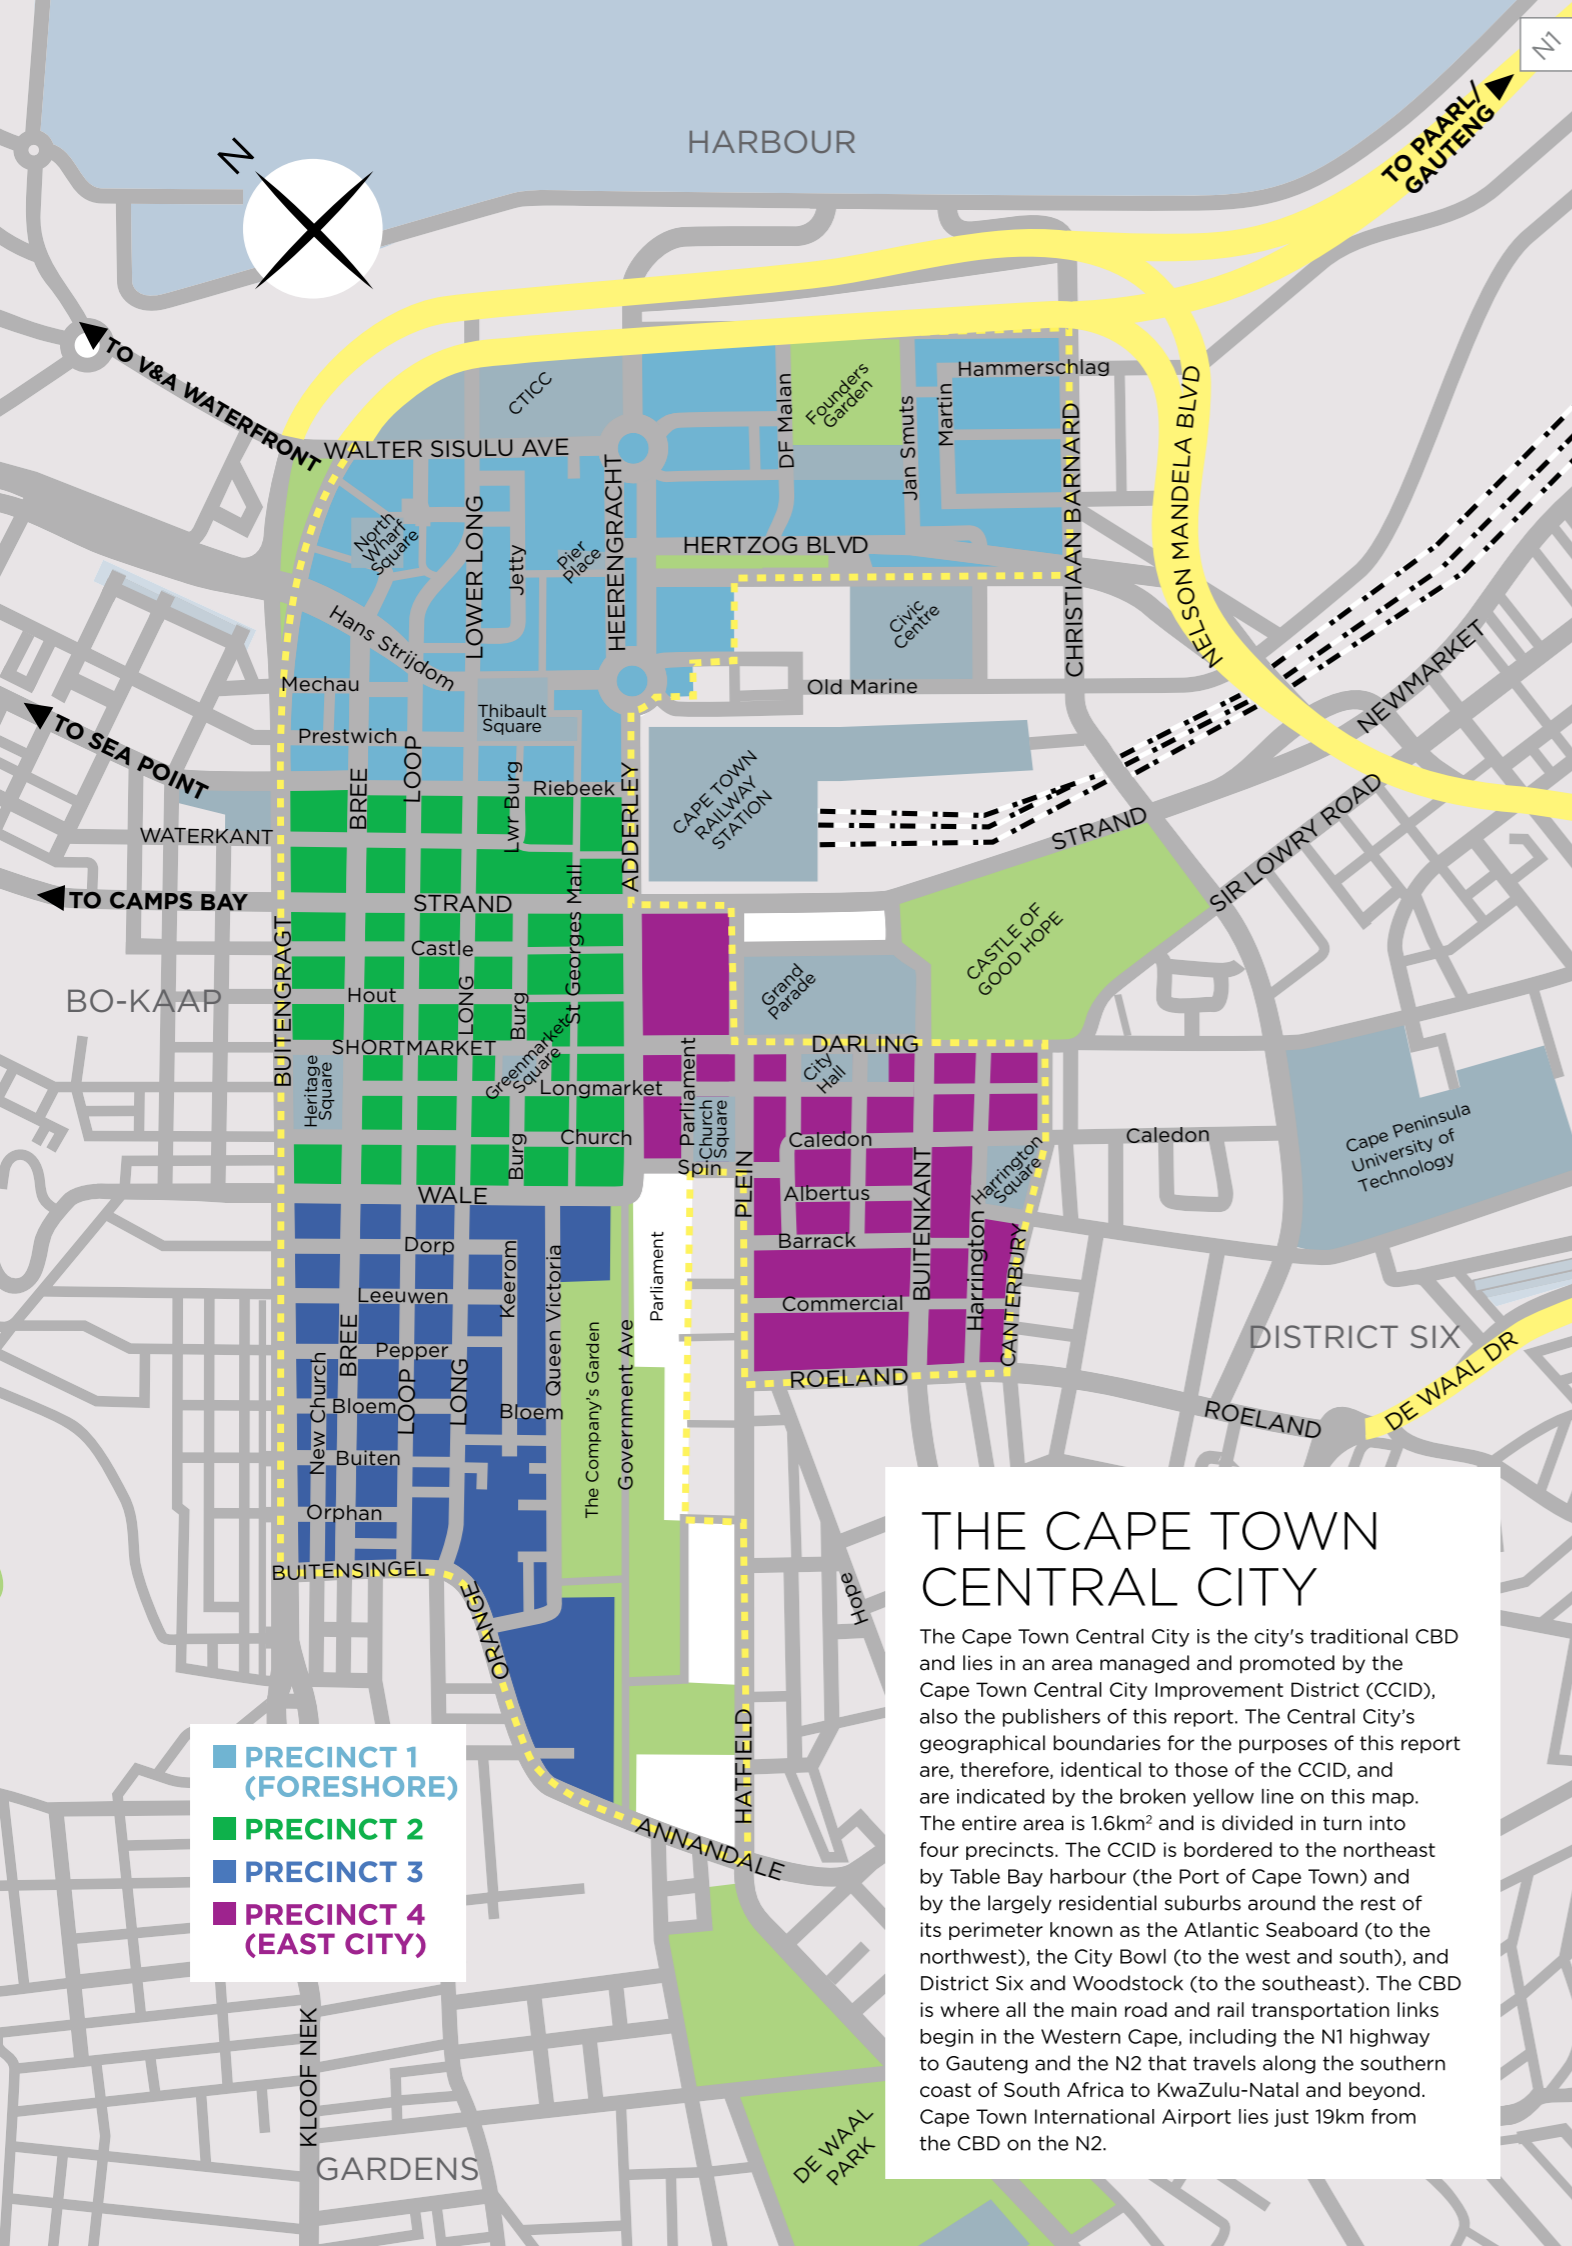 N1
TO PAARL/
GAUTENG
HARBOUR
N
TO V&A WATERFRONT
CTICC
Founders
Garden
Hammerschlag
DF Malan
Jan Smuts
Martin
CHRISTIAAN BARNARD
NELSON MANDELA BLVD
WALTER SISULU AVE
North
Wharf
Square
LOWER LONG
Jetty
Pier
Place
HEERENGRACHT
HERTZOG BLVD
Civic
Centre
Hans Strijdom
Mechau
Old Marine
NEWMARKET
TO SEA POINT
Thibault
Square
Prestwich
BREE
LOOP
Lwr Burg
Riebeek
ADDERLEY
CAPE TOWN
RAILWAY
STATION
STRAND
SIR LOWRY ROAD
WATERKANT
TO CAMPS BAY
STRAND
St Georges Mall
CASTLE OF
GOOD HOPE
BUITENGRAGT
Castle
Grand
Parade
BO-KAAP
Hout
LONG
Burg
SHORTMARKET
Greenmarket
Square
DARLING
City
Hall
Heritage
Square
Longmarket
Parliament
Church
Square
Church
Burg
Spin
PLEIN
Caledon
Caledon
Cape Peninsula
University of
Technology
Harrington
Square
WALE
Albertus
BUITENKANT
Dorp
Keerom
Queen Victoria
Parliament
Barrack
Harrington
CANTERBURY
Leeuwen
Commercial
BREE
Pepper
DISTRICT SIX
DE WAAL DR
New Church
LOOP
LONG
Bloem
Bloem
The Company's Garden
Government Ave
ROELAND
ROELAND
Buiten
Orphan
BUITENSINGEL
ORANGE
Hope
HATFIELD
ANNANDALE
THE CAPE TOWN
CENTRAL CITY
The Cape Town Central City is the city's traditional CBD
and lies in an area managed and promoted by the
Cape Town Central City Improvement District (CCID),
also the publishers of this report. The Central City's
geographical boundaries for the purposes of this report
are, therefore, identical to those of the CCID, and
are indicated by the broken yellow line on this map.
The entire area is 1.6km² and is divided in turn into
four precincts. The CCID is bordered to the northeast
by Table Bay harbour (the Port of Cape Town) and
by the largely residential suburbs around the rest of
its perimeter known as the Atlantic Seaboard (to the
northwest), the City Bowl (to the west and south), and
District Six and Woodstock (to the southeast). The CBD
is where all the main road and rail transportation links
begin in the Western Cape, including the N1 highway
to Gauteng and the N2 that travels along the southern
coast of South Africa to KwaZulu-Natal and beyond.
Cape Town International Airport lies just 19km from
the CBD on the N2.
PRECINCT 1
(FORESHORE)
PRECINCT 2
PRECINCT 3
PRECINCT 4
(EAST CITY)
KLOOF NEK
GARDENS
DE WAAL
PARK